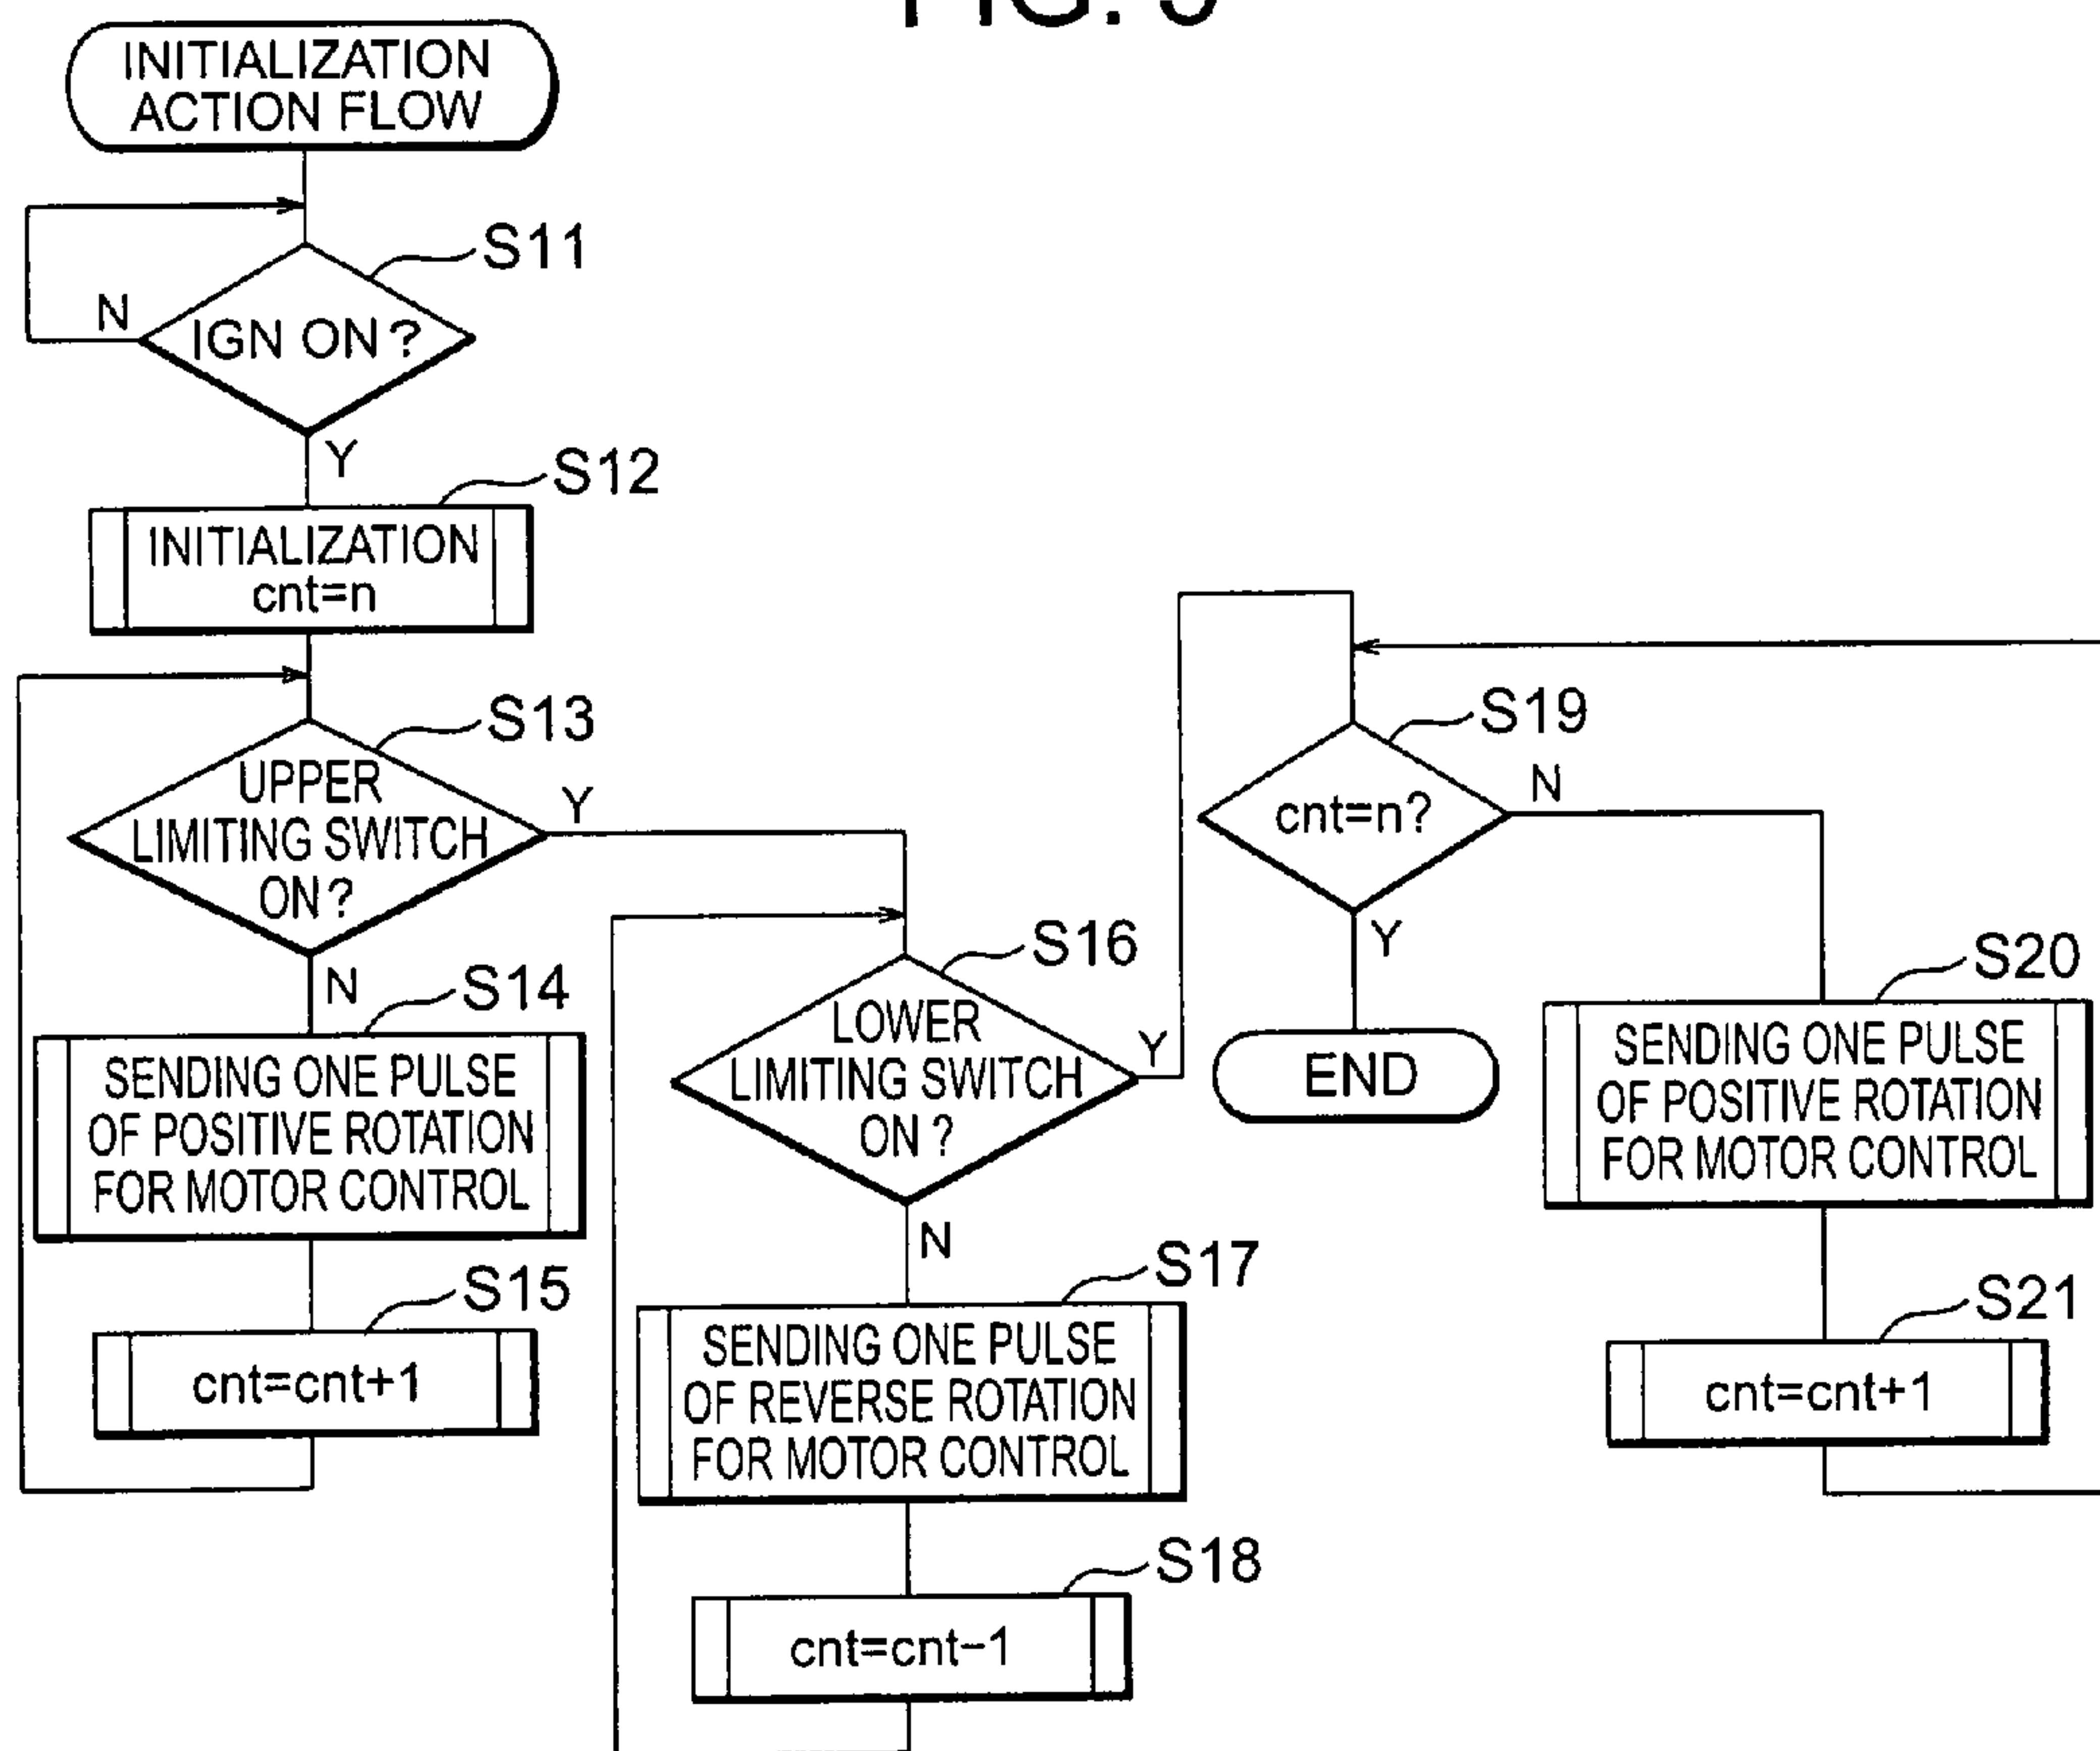 INITIALIZATION
ACTION FLOW
S11
N
IGN ON?
Y
S12
INITIALIZATION
cnt=n
S13
UPPER
LIMITING SWITCH
ON?
Y
N
S14
SENDING ONE PULSE
OF POSITIVE ROTATION
FOR MOTOR CONTROL
S15
cnt=cnt+1
S16
LOWER
LIMITING SWITCH
ON?
Y
N
S17
SENDING ONE PULSE
OF REVERSE ROTATION
FOR MOTOR CONTROL
S18
cnt=cnt-1
S19
cnt=n?
N
Y
END
S20
SENDING ONE PULSE
OF POSITIVE ROTATION
FOR MOTOR CONTROL
S21
cnt=cnt+1